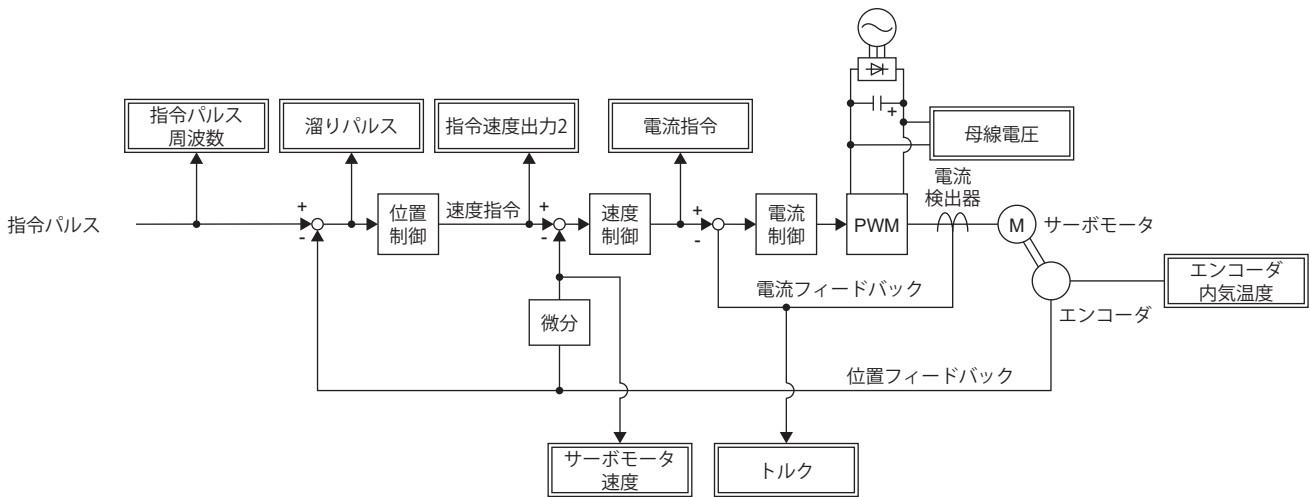 指令パルス
周波数
溜りパルス
指令速度出力2
電流指令
+
母線電圧
電流
検出器
指令パルス
+
-
位置
制御
速度指令
+
-
速度
制御
+
-
電流
制御
PWM
M
サーボモータ
エンコーダ
内気温度
電流フィードバック
エンコーダ
微分
位置フィードバック
サーボモータ
速度
トルク